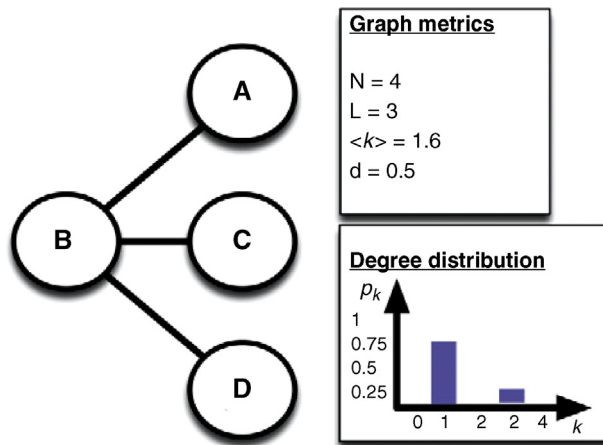 A
B
C
D
Graph metrics
N = 4
L = 3
<k> = 1.6
d = 0.5
Degree distribution
pk
1
0.75
0.5
0.25
0 1 2 2 4 k